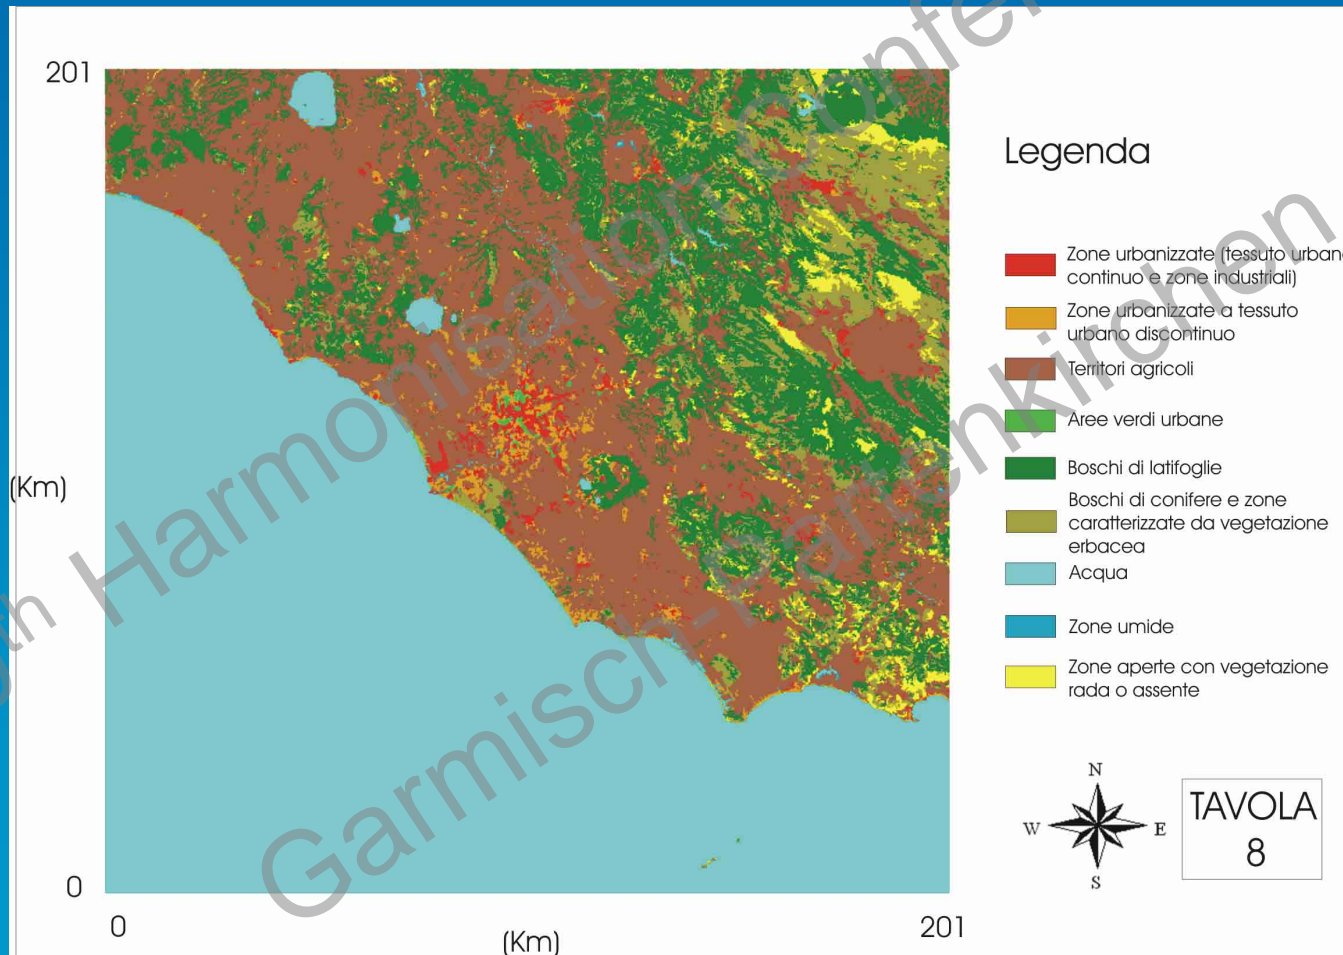 201
(Km)
0
0
(Km)
201
Legenda
Zone urbanizzate (tessuto urban
continuo e zone industriali)
Zone urbanizzate a tessuto
urbano discontinuo
Territori agricoli
Aree verdi urbane
Boschi di latifoglie
Boschi di conifere e zone
caratterizzate da vegetazione
erbacea
Acqua
Zone umide
Zone aperte con vegetazione
rada o assente
N
W
E
S
TAVOLA
8
th Harmonisation Confe
Garmisch-Partenkirchen